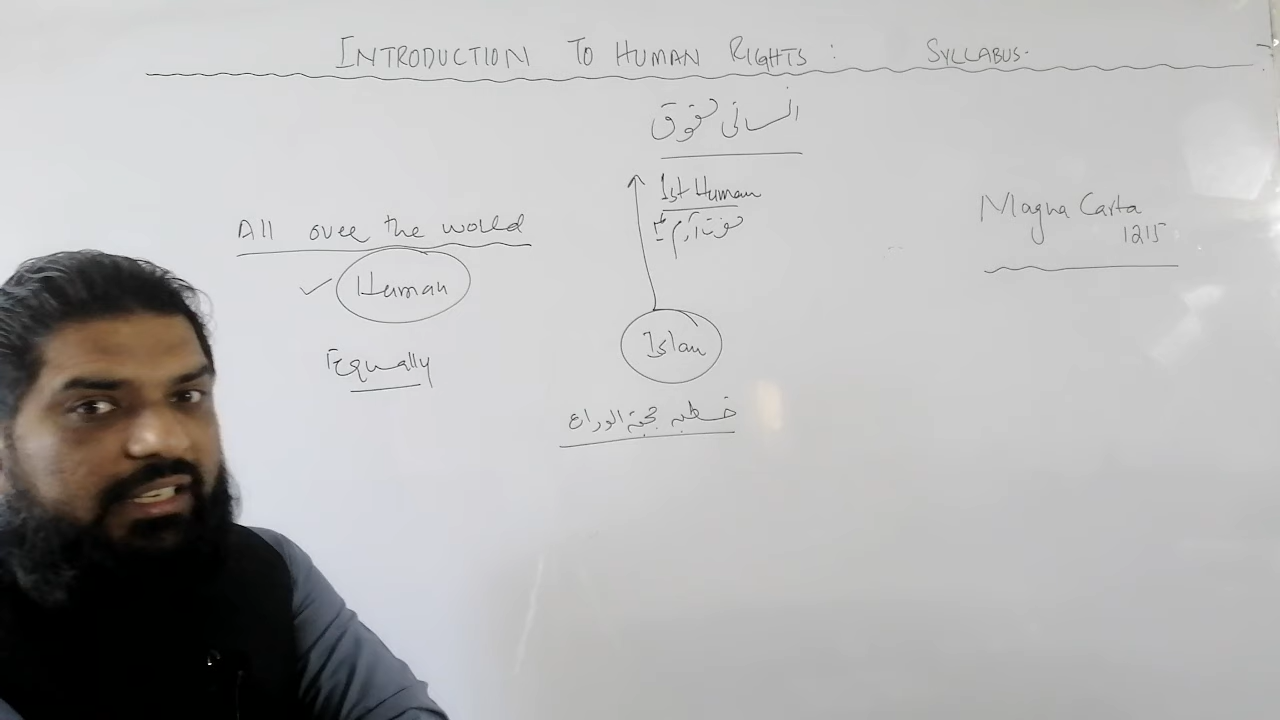 INTRODUCTION TO HUMAN RIGHTS : SYLLABUS.
انسانی حقوق
1st Human
حضرت آدمؑ
All over the world
Human
Equally
Islam
خطبہ حجۃ الوداع
Magna Carta
1215